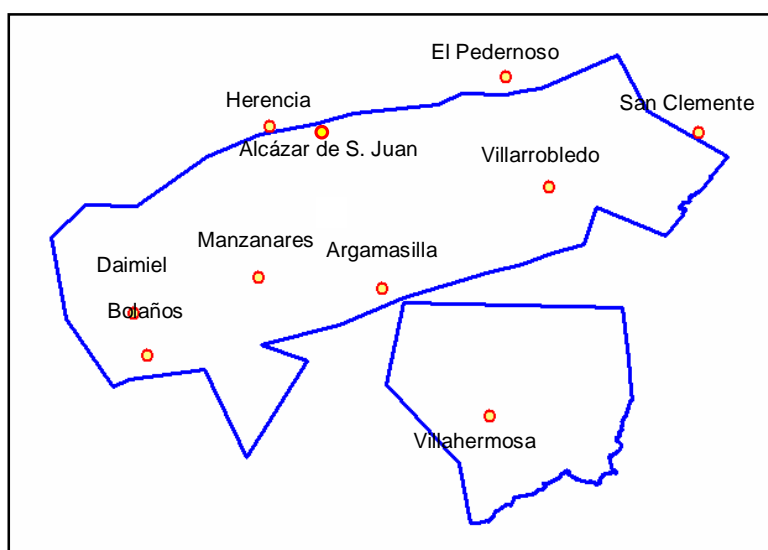 El Pedernoso
Herencia
San Clemente
Alcázar de S. Juan
Villarrobledo
Manzanares
Argamasilla
Daimiel
Bolaños
Villahermosa